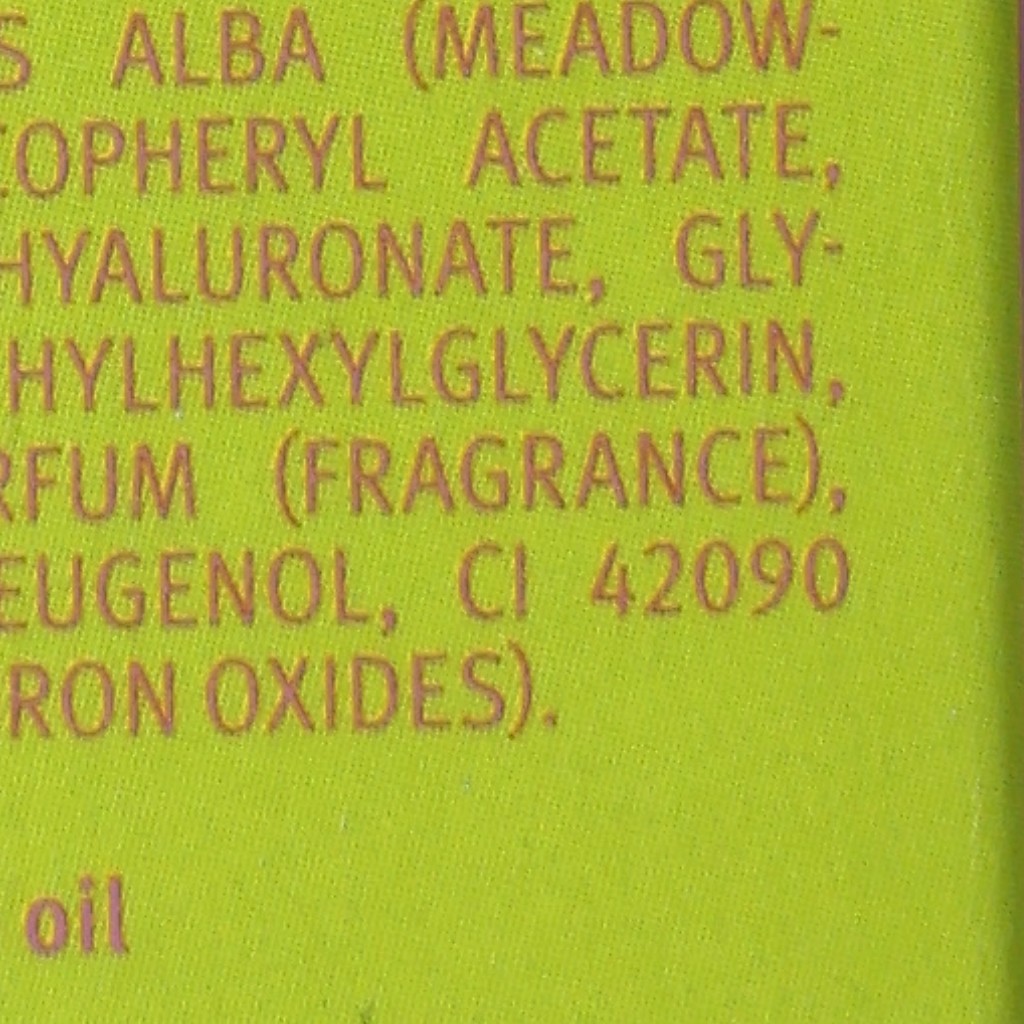 S ALBA (MEADOW-
COPHERYL ACETATE,
HYALURONATE, GLY-
HYLHEXYLGLYCERIN,
RFUM (FRAGRANCE),
EUGENOL, CI 42090
RON OXIDES).
oil